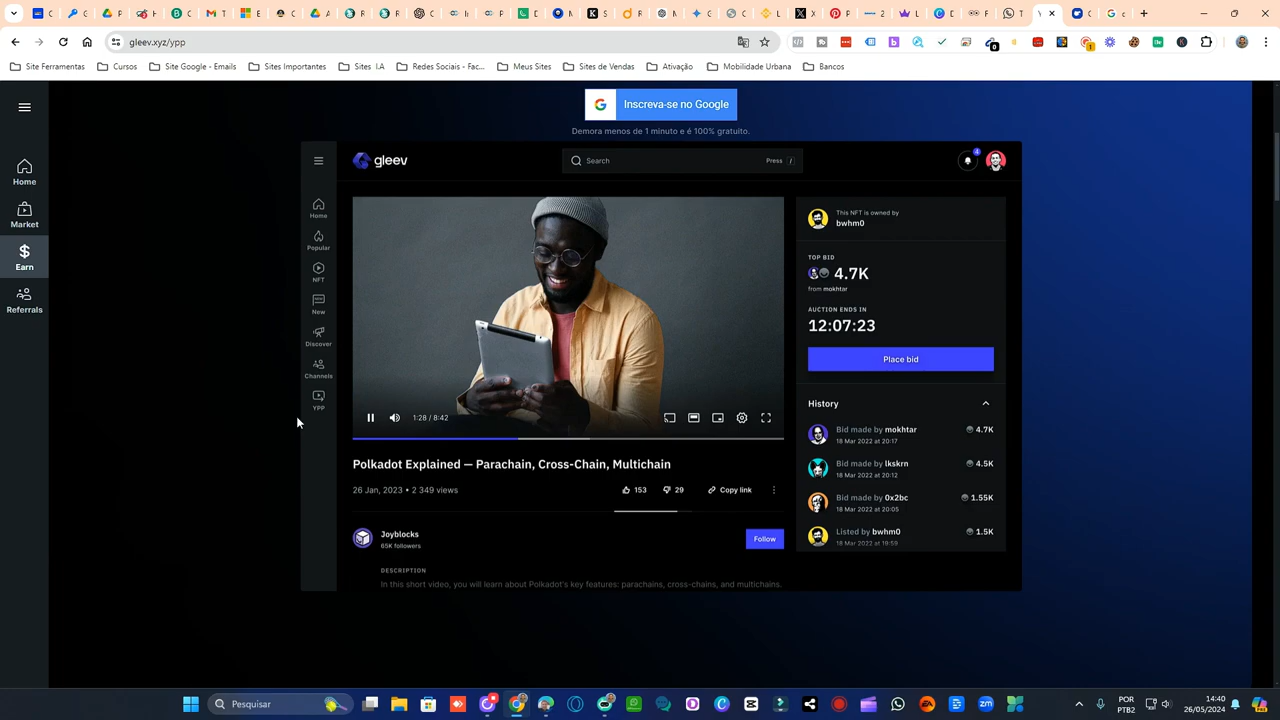 gleev.xyz/ypp
Site Ferramentas
Cursos
Site Google - Emails
Sites Importantes
Sites I.A
Redes Sociais - Fac...
Meus Sites
Sites de Vendas
Ativação
Mobilidade Urbana
Bancos
Inscreva-se no Google
Demora menos de 1 minuto e é 100% gratuito.
Home
Market
Earn
Referrals
gleev
Search
Press /
4
Home
Popular
NFT
New
Discover
Channels
YPP
1:28 / 8:42
Polkadot Explained — Parachain, Cross-Chain, Multichain
26 Jan, 2023 • 2 349 views
153
29
Copy link
Joyblocks
65K followers
Follow
DESCRIPTION
In this short video, you will learn about Polkadot's key features: parachains, cross-chains, and multichains.
This NFT is owned by
bwhm0
TOP BID
4.7K
from mokhtar
AUCTION ENDS IN
12:07:23
Place bid
History
Bid made by mokhtar
4.7K
18 Mar 2022 at 20:17
Bid made by lkskrn
4.5K
18 Mar 2022 at 20:12
Bid made by 0x2bc
1.55K
18 Mar 2022 at 20:05
Listed by bwhm0
1.5K
18 Mar 2022 at 19:59
Pesquisar
POR
PTB2
14:40
26/05/2024